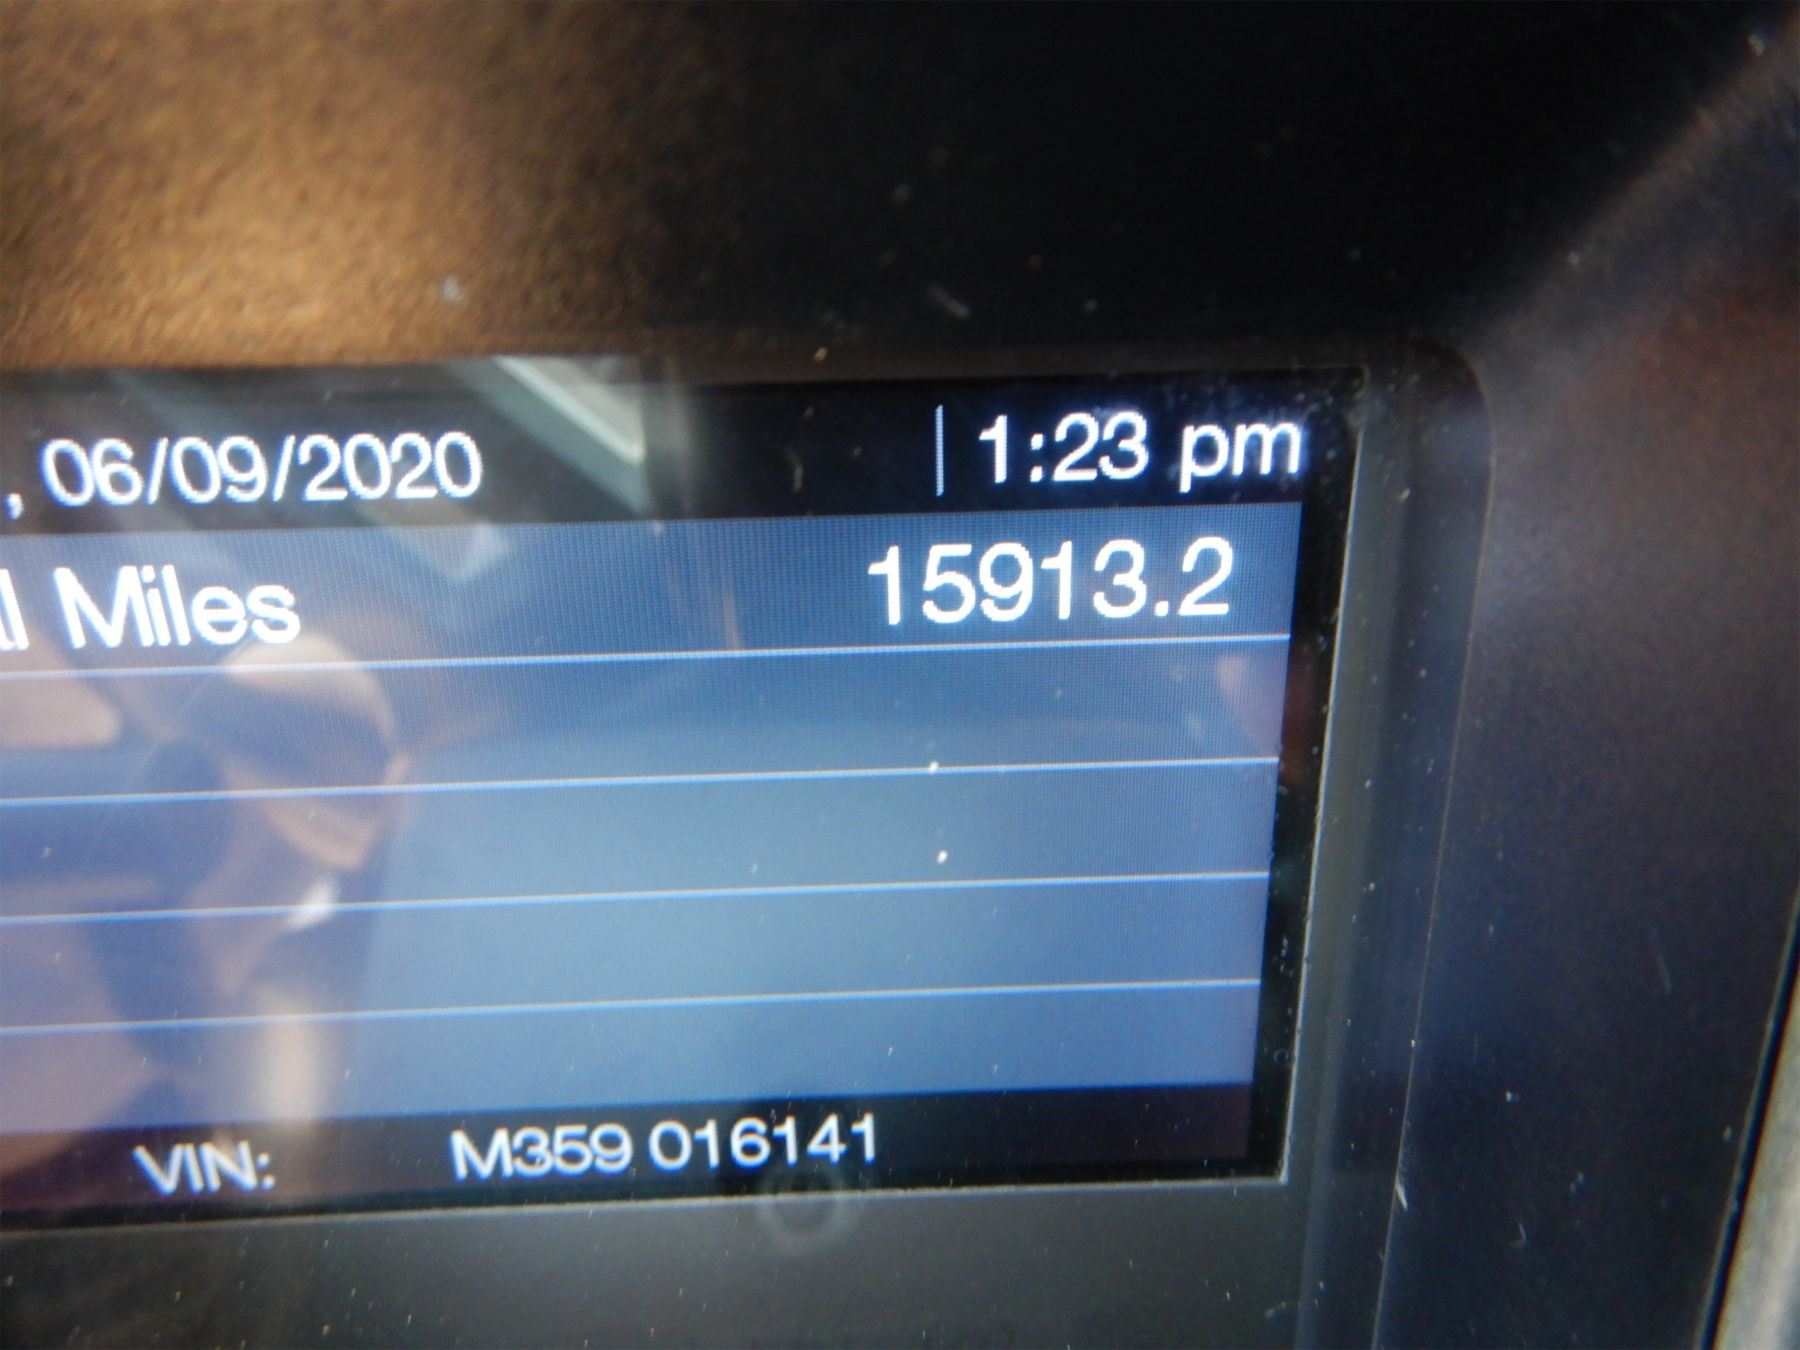 , 06/09/2020 1:23 pm
Miles 15913.2
VIN: M359 016141